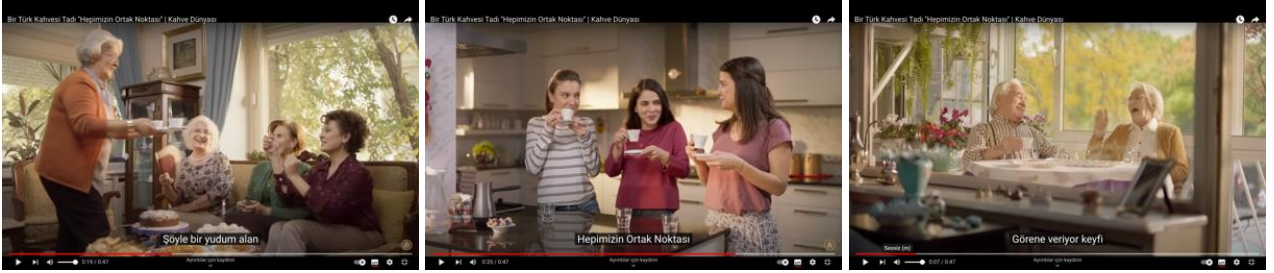 Bir Türk Kahvesi Tadı "Hepimizin Ortak Noktası" | Kahve Dünyası
Şöyle bir yudum alan
0:19 / 0:47
Ayrıntılar için kaydırın
Bir Türk Kahvesi Tadı "Hepimizin Ortak Noktası" | Kahve Dünyası
Hepimizin Ortak Noktası
0:35 / 0:47
Ayrıntılar için kaydırın
Bir Türk Kahvesi Tadı "Hepimizin Ortak Noktası" | Kahve Dünyası
Görene veriyor keyfi
Sessiz (m)
0:07 / 0:47
Ayrıntılar için kaydırın